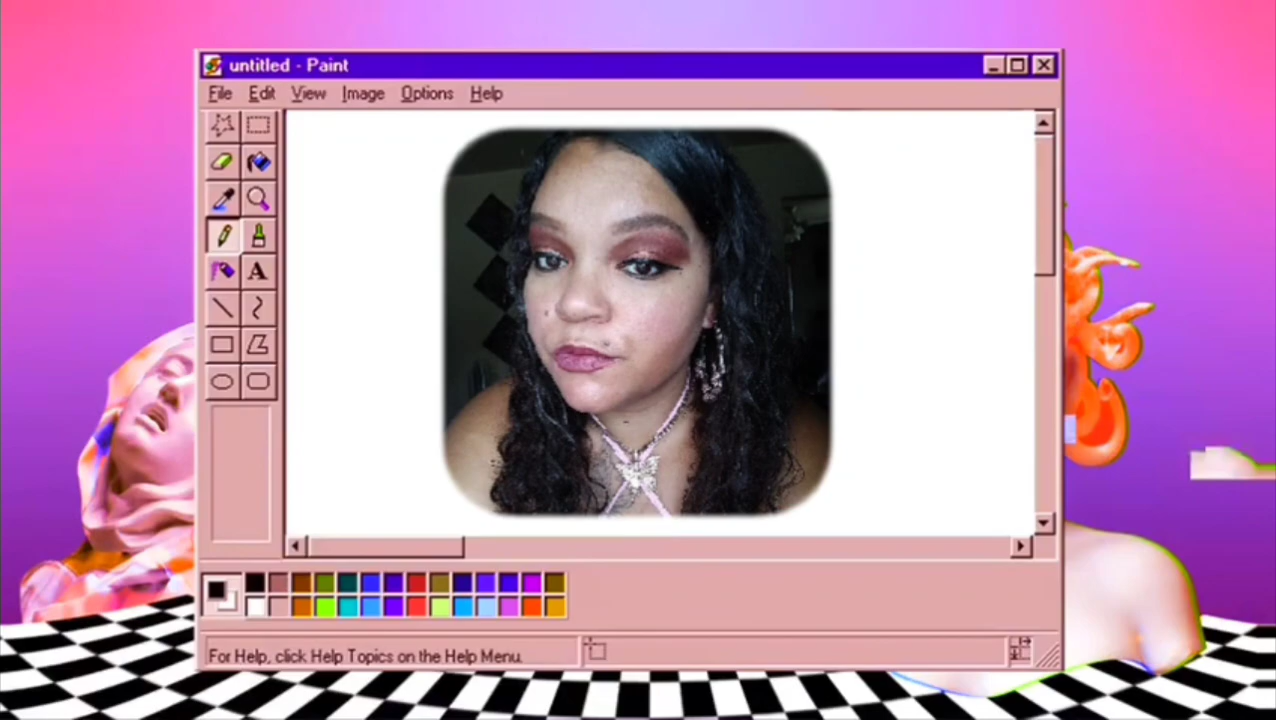 untitled - Paint
File Edit View Image Options Help
A
For Help, click Help Topics on the Help Menu.